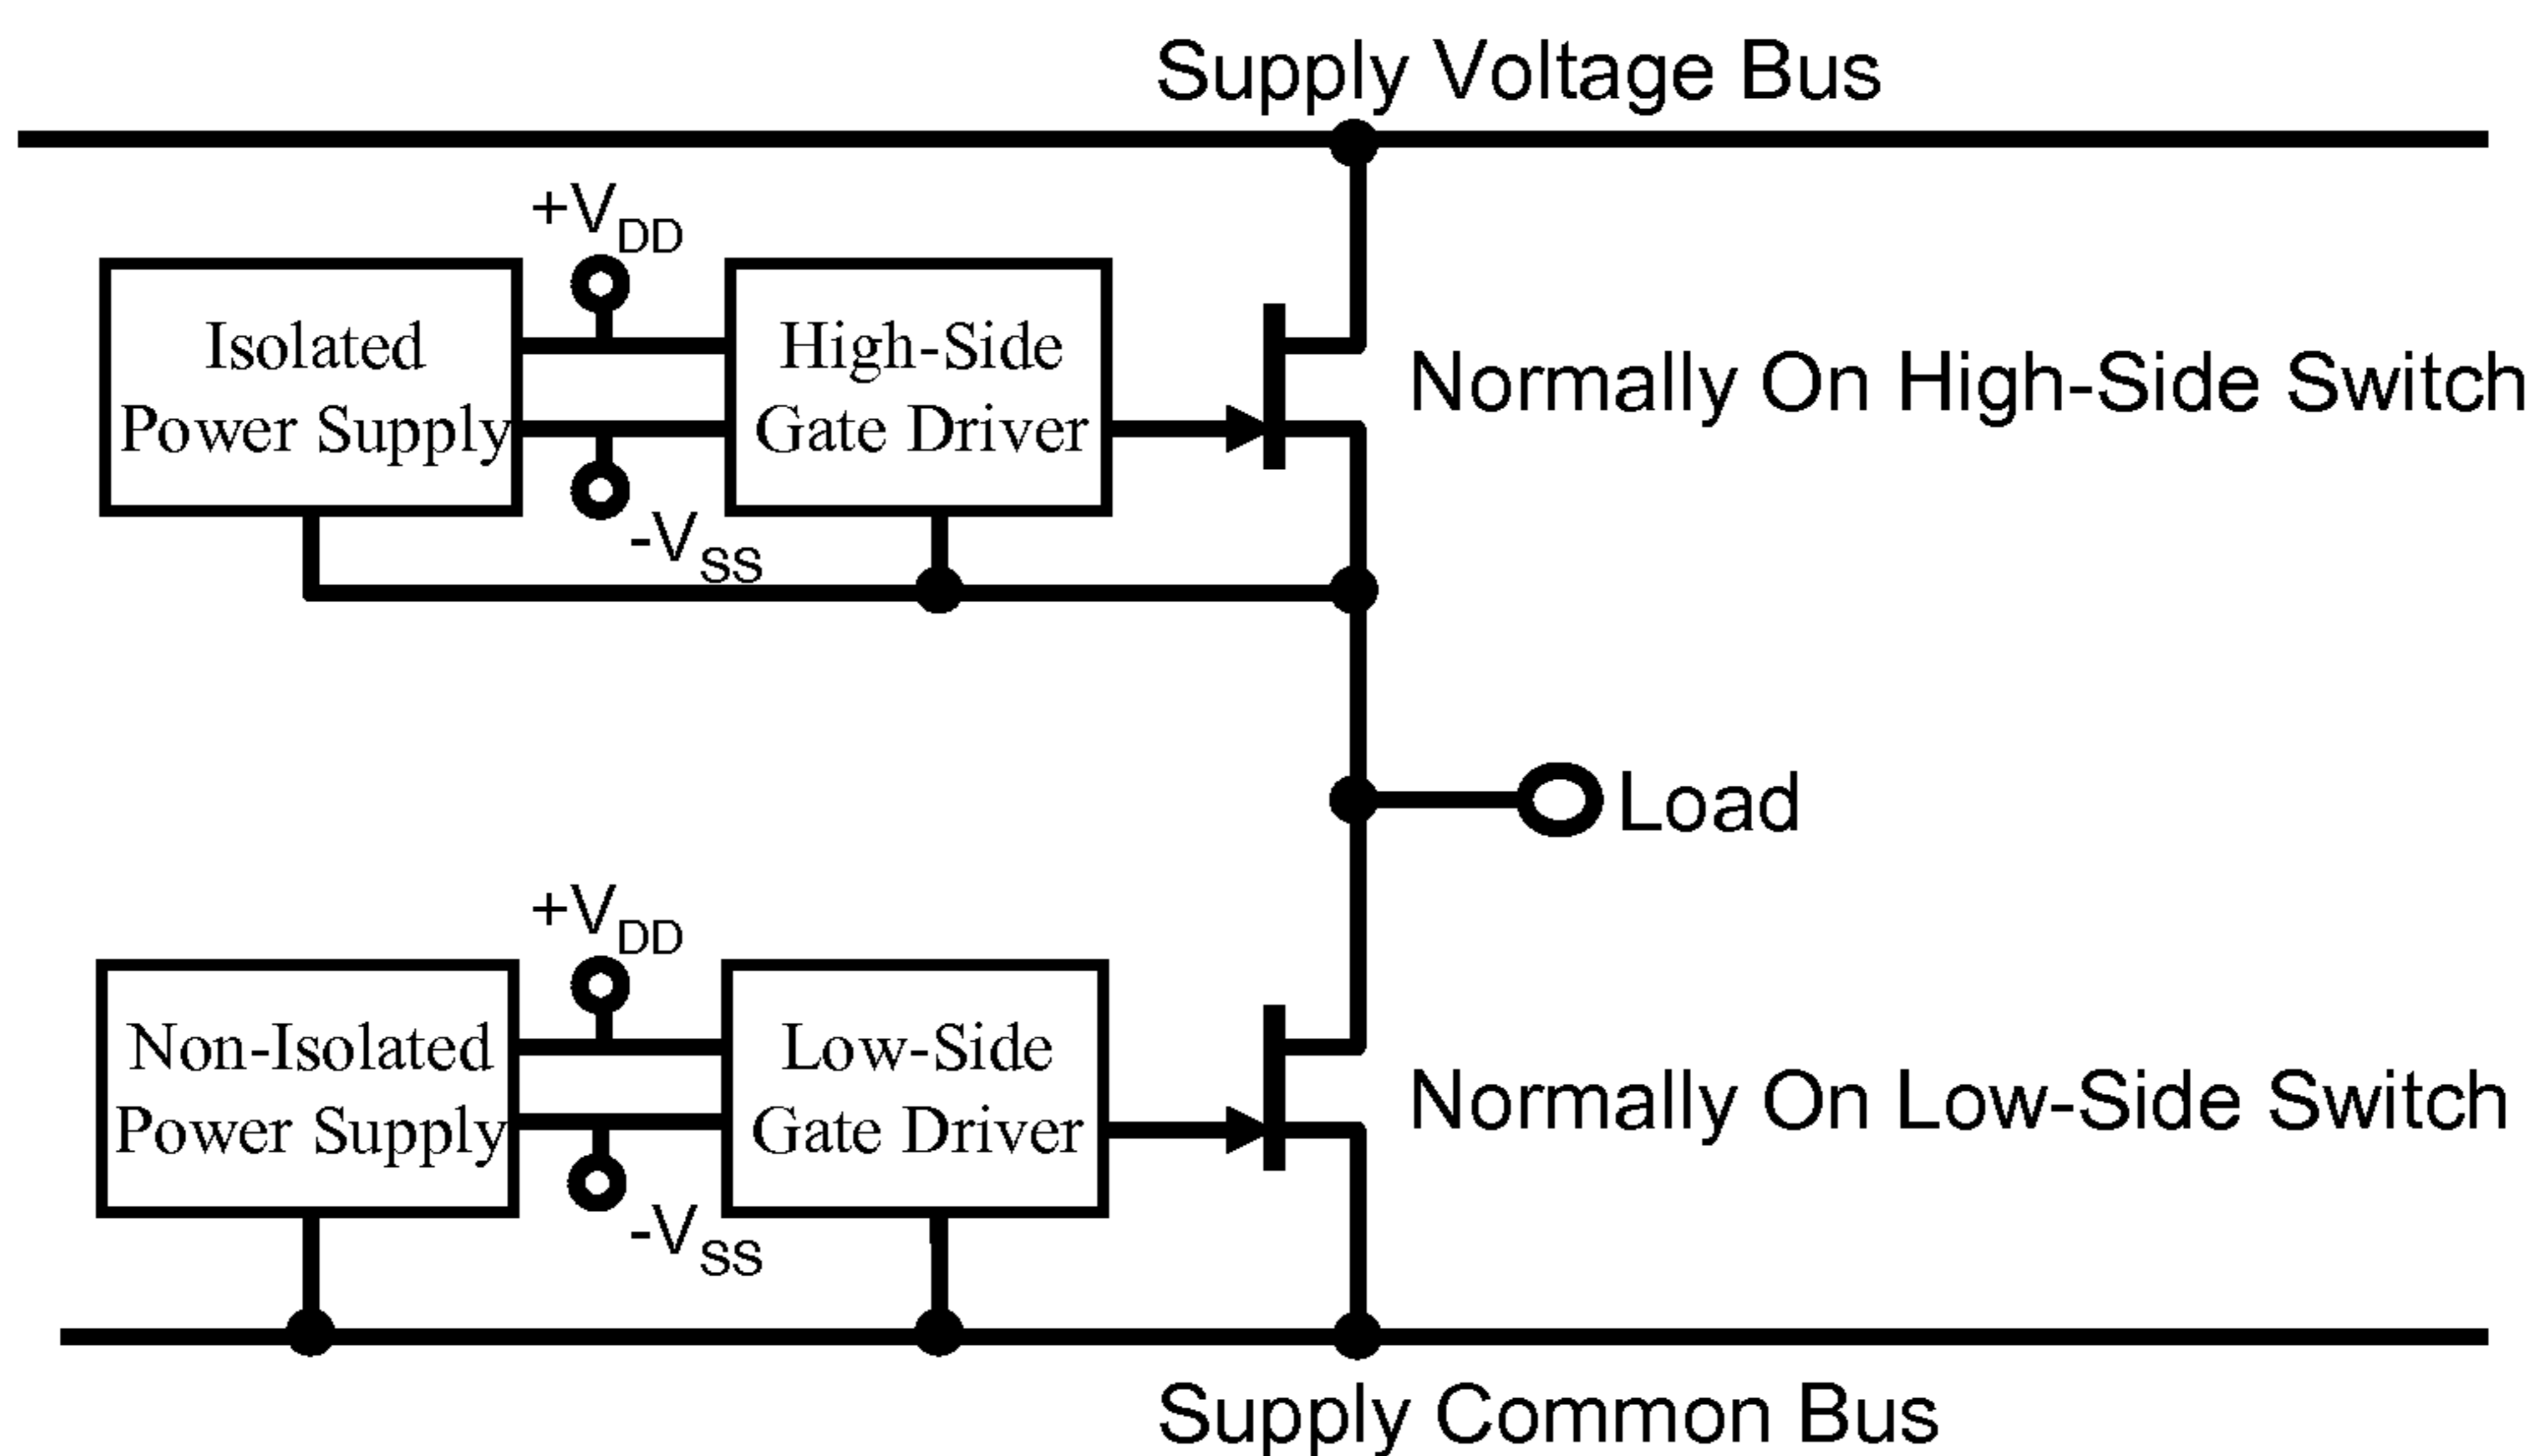 Supply Voltage Bus
+VDD
Isolated
Power Supply
High-Side
Gate Driver
Normally On High-Side Switch
-VSS
Load
+VDD
Non-Isolated
Power Supply
Low-Side
Gate Driver
Normally On Low-Side Switch
-VSS
Supply Common Bus